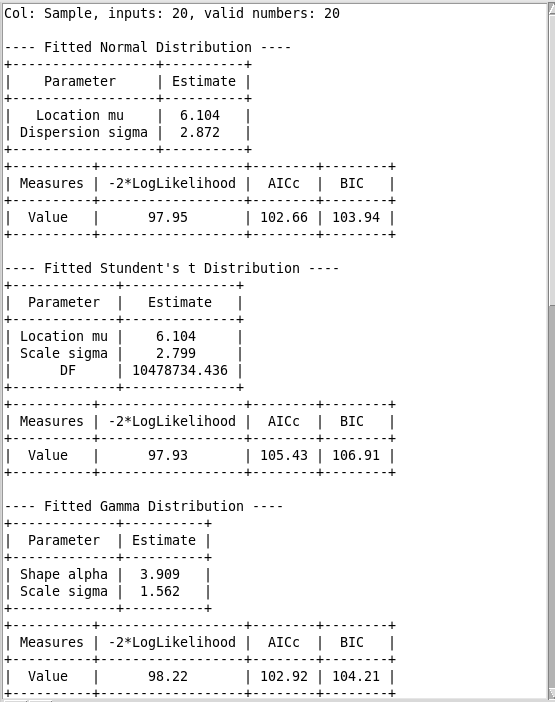 Col: Sample, inputs: 20, valid numbers: 20
---- Fitted Normal Distribution ----
+-----------------+----------+
|    Parameter    | Estimate |
+-----------------+----------+
|   Location mu    |  6.104   |
| Dispersion sigma |  2.872   |
+-----------------+----------+
+----------+------------------+--------+--------+
| Measures | -2*LogLikelihood |  AICc  |  BIC   |
+----------+------------------+--------+--------+
|  Value   |      97.95       | 102.66 | 103.94 |
+----------+------------------+--------+--------+
---- Fitted Stundent's t Distribution ----
+-------------+--------------+
|  Parameter  |   Estimate   |
+-------------+--------------+
| Location mu |    6.104     |
| Scale sigma |    2.799     |
|      DF     | 10478734.436 |
+-------------+--------------+
+----------+------------------+--------+--------+
| Measures | -2*LogLikelihood |  AICc  |  BIC   |
+----------+------------------+--------+--------+
|  Value   |      97.93       | 105.43 | 106.91 |
+----------+------------------+--------+--------+
---- Fitted Gamma Distribution ----
+-------------+----------+
|  Parameter  | Estimate |
+-------------+----------+
| Shape alpha |  3.909   |
| Scale sigma |  1.562   |
+-------------+----------+
+----------+------------------+--------+--------+
| Measures | -2*LogLikelihood |  AICc  |  BIC   |
+----------+------------------+--------+--------+
|  Value   |      98.22       | 102.92 | 104.21 |
+----------+------------------+--------+--------+